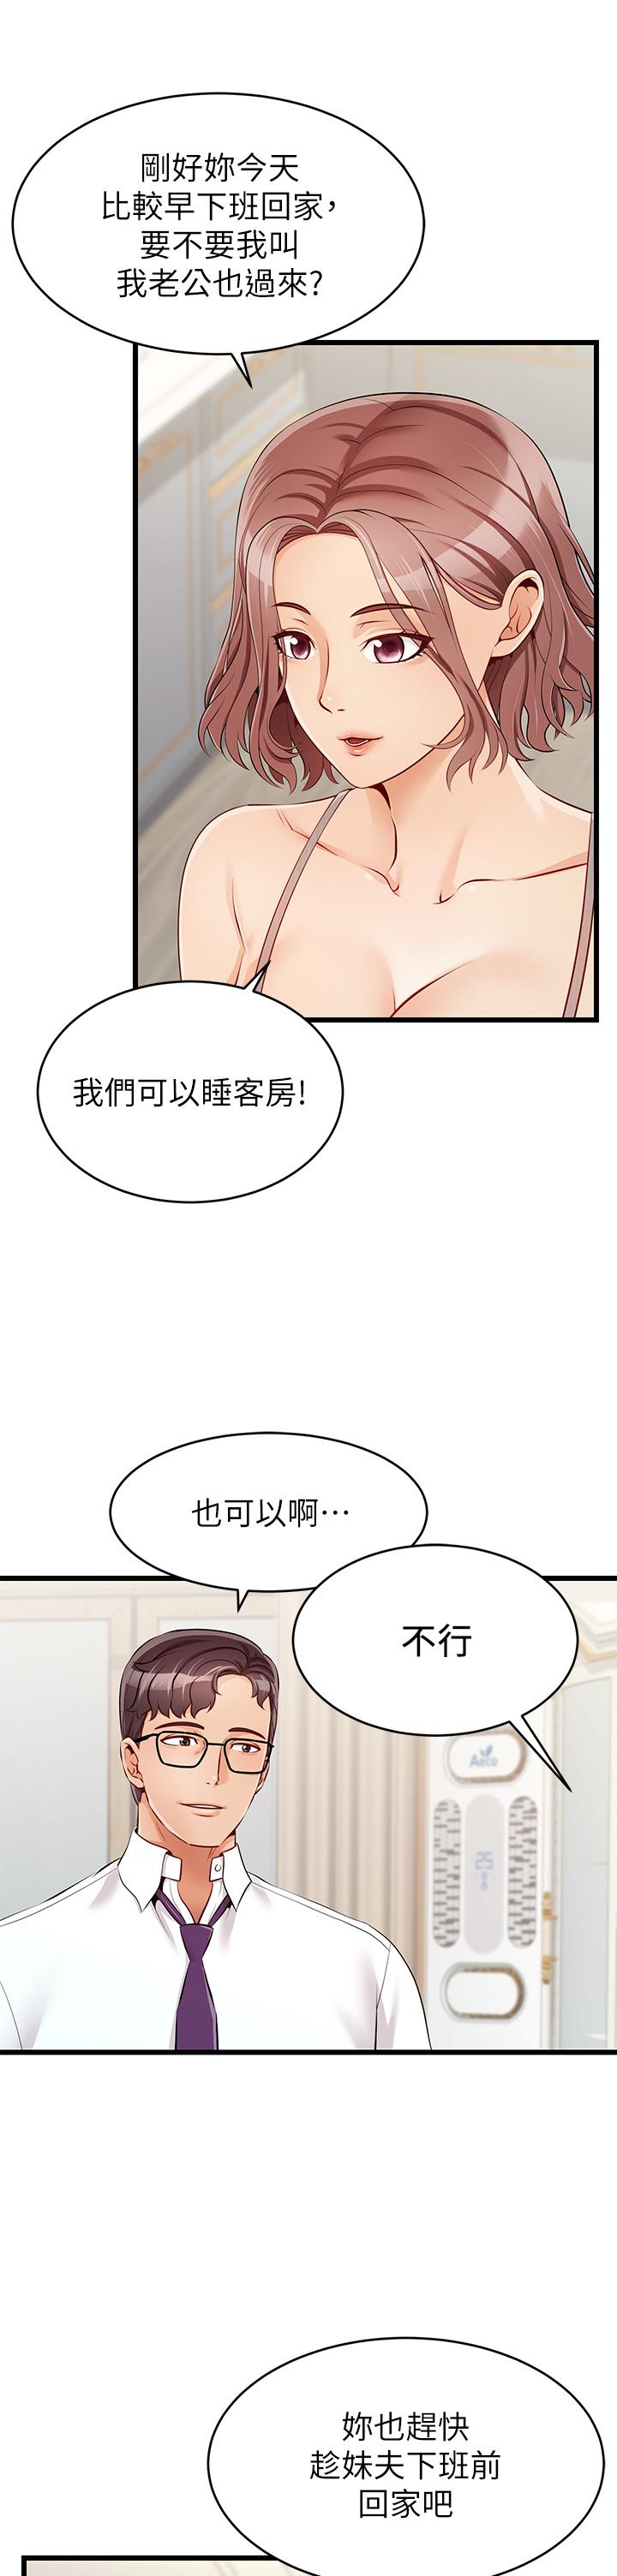 剛好妳今天
比較早下班回家，
要不要我叫
我老公也過來?
我們可以睡客房!
也可以啊⋯
不行
Aeco
妳也趕快
趁妹夫下班前
回家吧